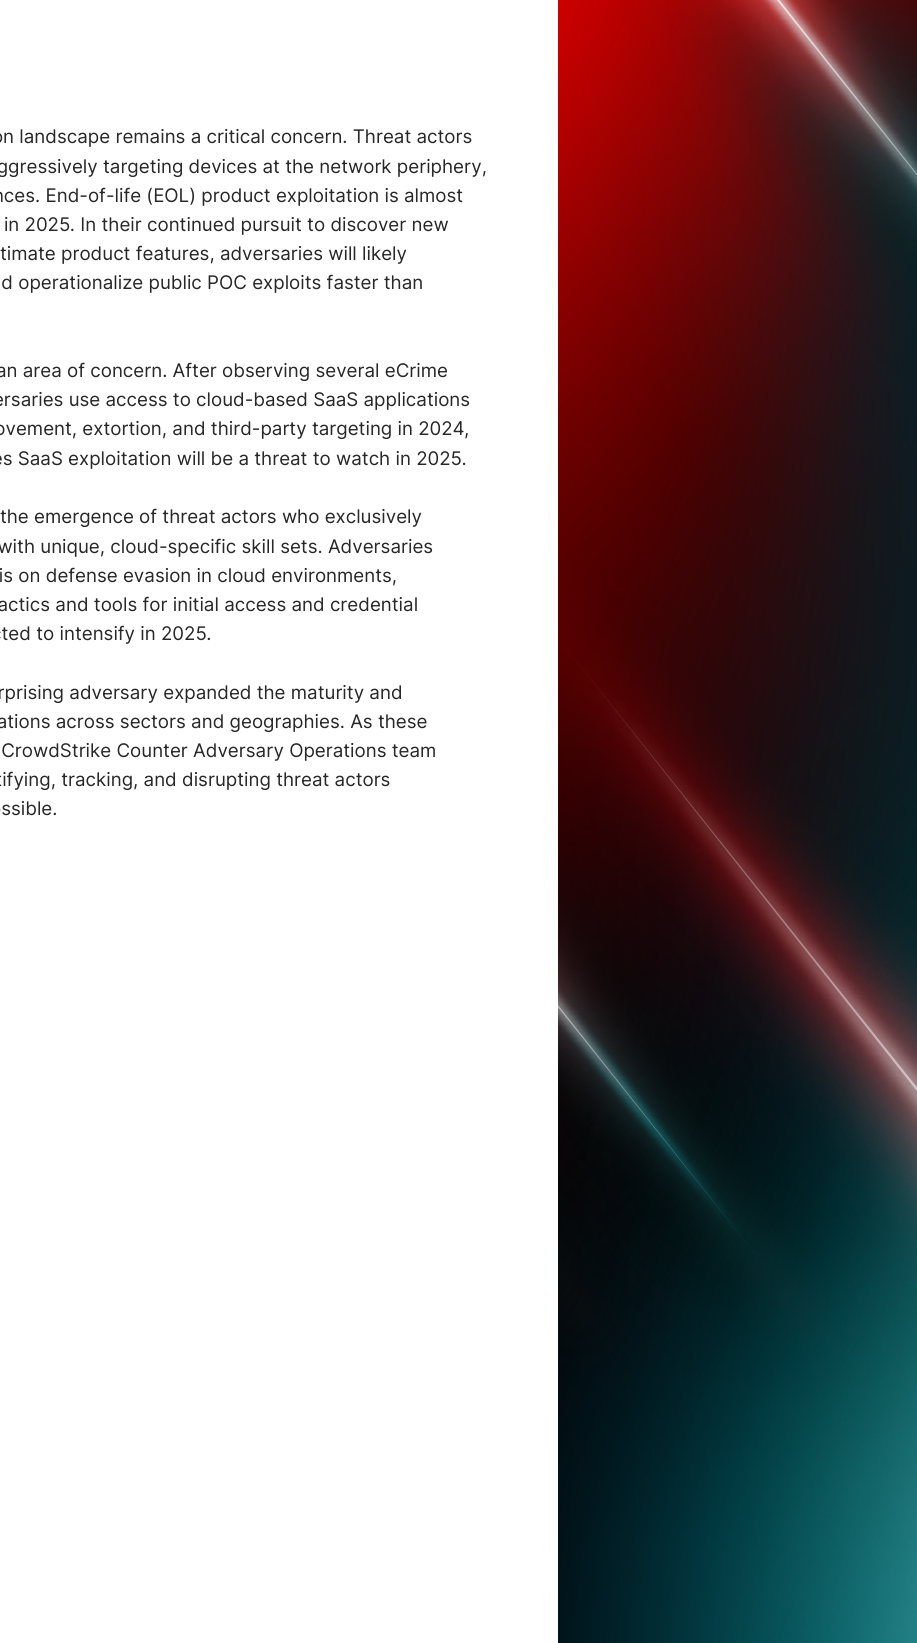 on landscape remains a critical concern. Threat actors
ggressively targeting devices at the network periphery,
nces. End-of-life (EOL) product exploitation is almost
in 2025. In their continued pursuit to discover new
timate product features, adversaries will likely
d operationalize public POC exploits faster than
an area of concern. After observing several eCrime
ersaries use access to cloud-based SaaS applications
ovement, extortion, and third-party targeting in 2024,
es SaaS exploitation will be a threat to watch in 2025.
the emergence of threat actors who exclusively
with unique, cloud-specific skill sets. Adversaries
is on defense evasion in cloud environments,
actics and tools for initial access and credential
cted to intensify in 2025.
rprising adversary expanded the maturity and
ations across sectors and geographies. As these
CrowdStrike Counter Adversary Operations team
tifying, tracking, and disrupting threat actors
ossible.